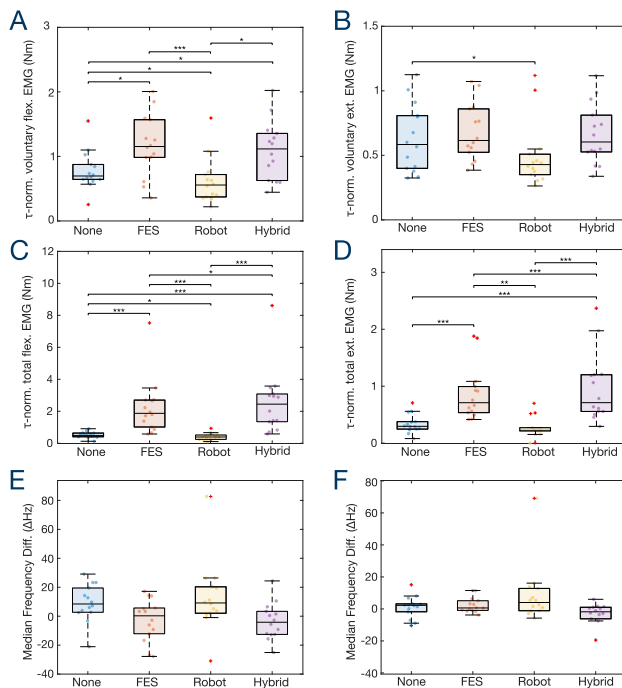 A
τ-norm. voluntary flex. EMG (Nm)
3
2
1
0
***
*
*
*
*
None FES Robot Hybrid
B
τ-norm. voluntary ext. EMG (Nm)
1.5
1
0.5
0
*
None FES Robot Hybrid
C
τ-norm. total flex. EMG (Nm)
12
10
8
6
4
2
0
***
*
***
***
*
***
None FES Robot Hybrid
D
τ-norm. total ext. EMG (Nm)
3
2
1
0
***
***
**
***
***
None FES Robot Hybrid
E
Median Frequency Diff. (ΔHz)
80
60
40
20
0
-20
-40
None FES Robot Hybrid
F
Median Frequency Diff. (ΔHz)
80
60
40
20
0
-20
-40
None FES Robot Hybrid